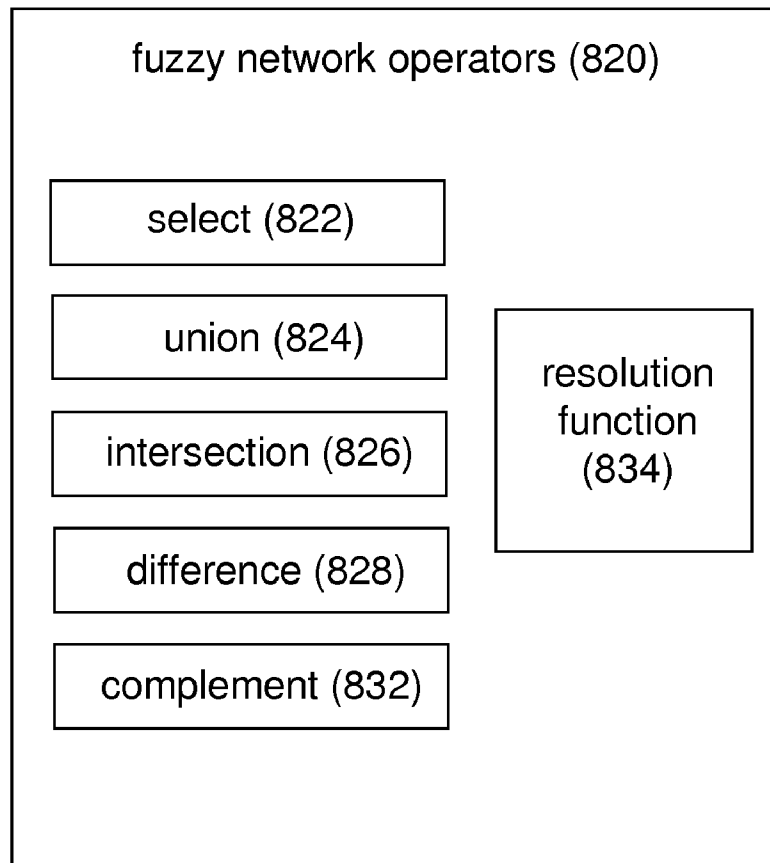 fuzzy network operators (820)
select (822)
union (824)
intersection (826)
difference (828)
complement (832)
resolution
function
(834)